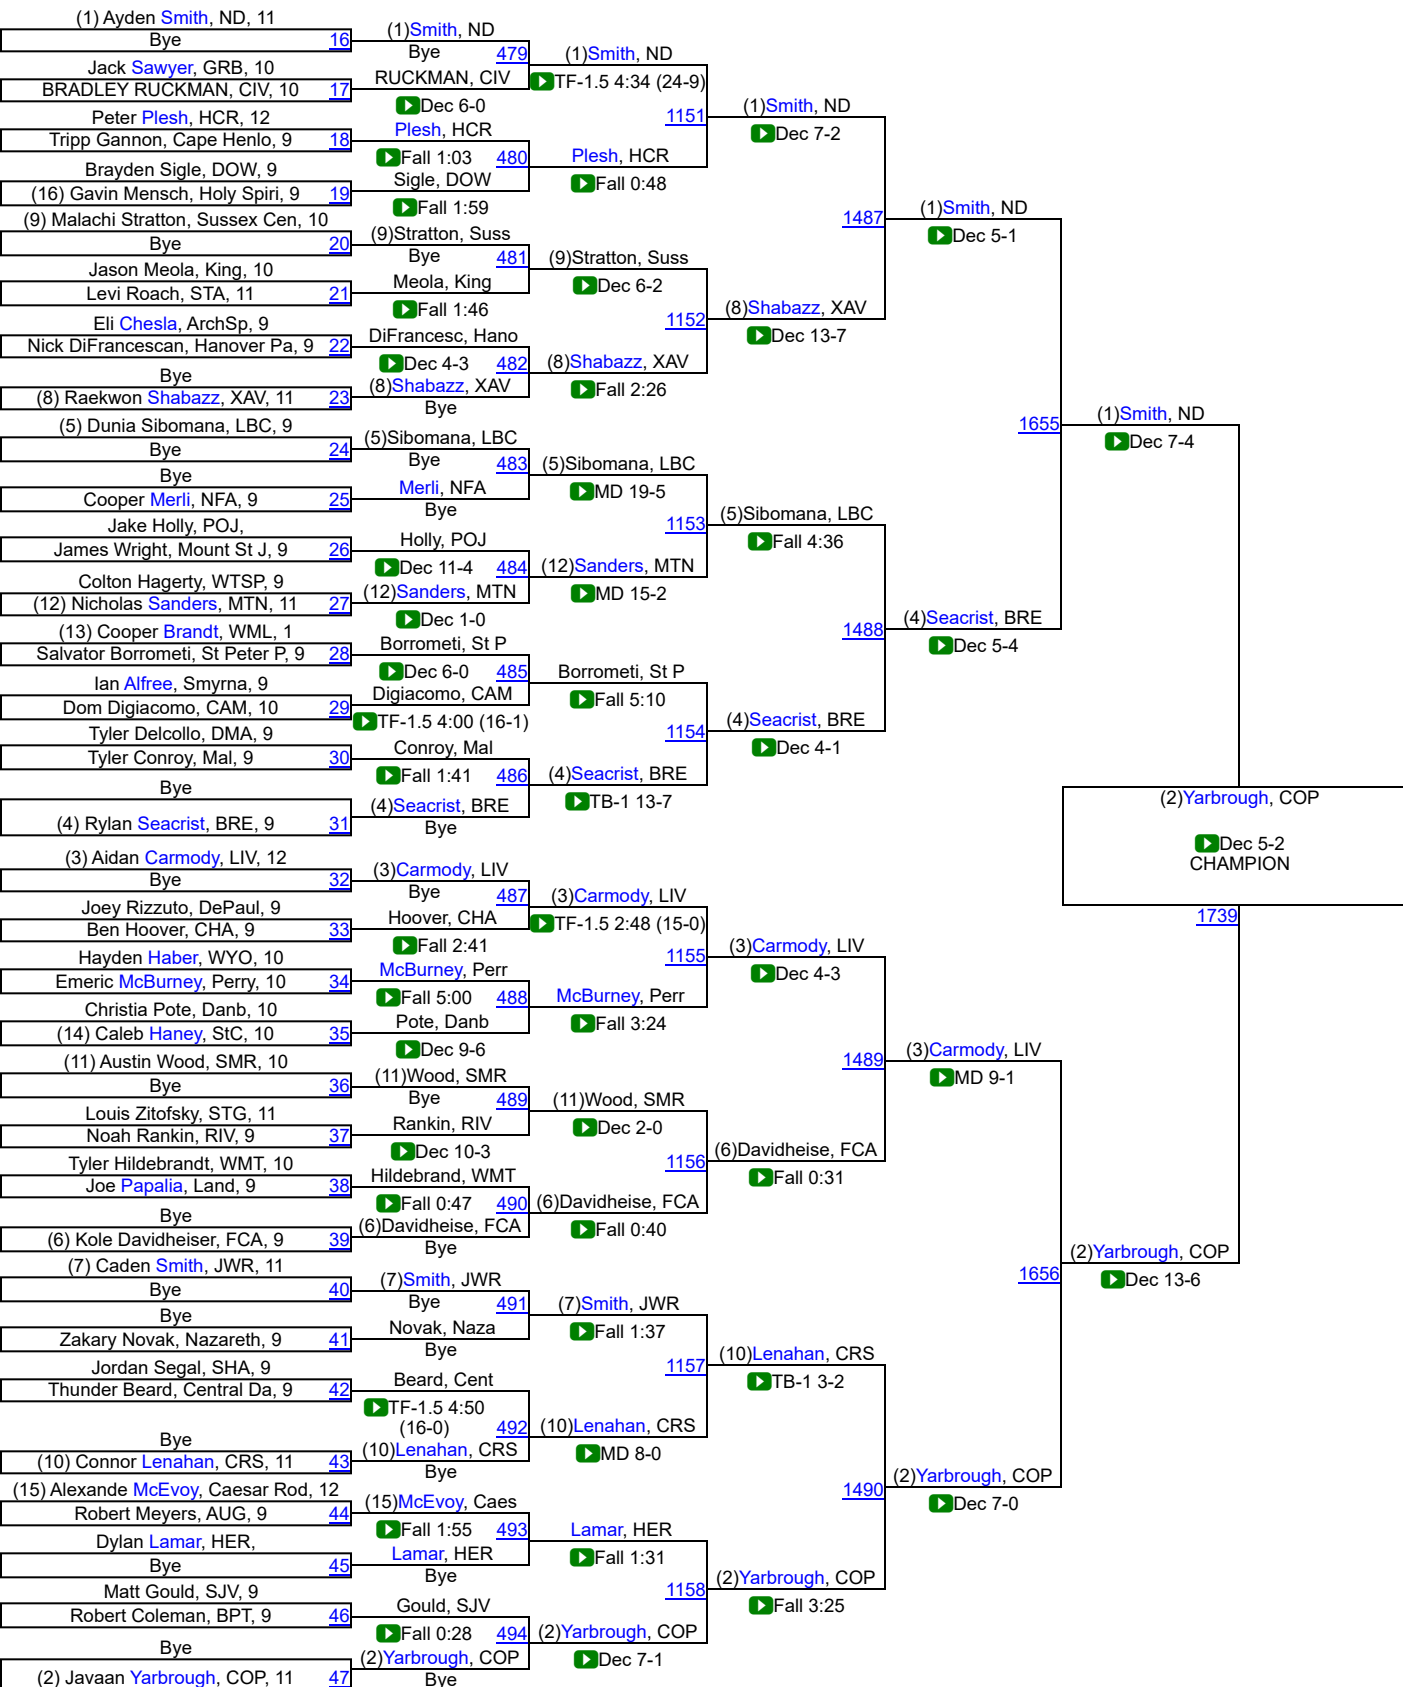 (1) Ayden Smith, ND, 11
Bye 16
Jack Sawyer, GRB, 10
BRADLEY RUCKMAN, CIV, 10 17
Peter Plesh, HCR, 12
Tripp Gannon, Cape Henlo, 9 18
Brayden Sigle, DOW, 9
(16) Gavin Mensch, Holy Spiri, 9 19
(9) Malachi Stratton, Sussex Cen, 10
Bye 20
Jason Meola, King, 10
Levi Roach, STA, 11 21
Eli Chesla, ArchSp, 9
Nick DiFrancescan, Hanover Pa, 9 22
Bye
(8) Raekwon Shabazz, XAV, 11 23
(5) Dunia Sibomana, LBC, 9
Bye 24
Bye
Cooper Merli, NFA, 9 25
Jake Holly, POJ,
James Wright, Mount St J, 9 26
Colton Hagerty, WTSP, 9
(12) Nicholas Sanders, MTN, 11 27
(13) Cooper Brandt, WML, 1
Salvator Borrometi, St Peter P, 9 28
Ian Alfree, Smyrna, 9
Dom Digiacomo, CAM, 10 29
Tyler Delcollo, DMA, 9
Tyler Conroy, Mal, 9 30
Bye
(4) Rylan Seacrist, BRE, 9 31
(3) Aidan Carmody, LIV, 12
Bye 32
Joey Rizzuto, DePaul, 9
Ben Hoover, CHA, 9 33
Hayden Haber, WYO, 10
Emeric McBurney, Perry, 10 34
Christia Pote, Danb, 10
(14) Caleb Haney, StC, 10 35
(11) Austin Wood, SMR, 10
Bye 36
Louis Zitofsky, STG, 11
Noah Rankin, RIV, 9 37
Tyler Hildebrandt, WMT, 10
Joe Papalia, Land, 9 38
Bye
(6) Kole Davidheiser, FCA, 9 39
(7) Caden Smith, JWR, 11
Bye 40
Bye
Zakary Novak, Nazareth, 9 41
Jordan Segal, SHA, 9
Thunder Beard, Central Da, 9 42
Bye
(10) Connor Lenahan, CRS, 11 43
(15) Alexande McEvoy, Caesar Rod, 12
Robert Meyers, AUG, 9 44
Dylan Lamar, HER,
Bye 45
Matt Gould, SJV, 9
Robert Coleman, BPT, 9 46
Bye
(2) Javaan Yarbrough, COP, 11 47
(1)Smith, ND
Bye 479
RUCKMAN, CIV
Dec 6-0
Plesh, HCR
Fall 1:03 480
Sigle, DOW
Fall 1:59
(9)Stratton, Suss
Bye 481
Meola, King
Fall 1:46
DiFrancesc, Hano
Dec 4-3 482
(8)Shabazz, XAV
Bye
(5)Sibomana, LBC
Bye 483
Merli, NFA
Bye
Holly, POJ
Dec 11-4 484
(12)Sanders, MTN
Dec 1-0
Borrometi, St P
Dec 6-0 485
Digiacomo, CAM
TF-1.5 4:00 (16-1)
Conroy, Mal
Fall 1:41 486
(4)Seacrist, BRE
Bye
(3)Carmody, LIV
Bye 487
Hoover, CHA
Fall 2:41
McBurney, Perr
Fall 5:00 488
Pote, Danb
Dec 9-6
(11)Wood, SMR
Bye 489
Rankin, RIV
Dec 10-3
Hildebrand, WMT
Fall 0:47 490
(6)Davidheise, FCA
Bye
(7)Smith, JWR
Bye 491
Novak, Naza
Bye
Beard, Cent
TF-1.5 4:50
(16-0) 492
(10)Lenahan, CRS
Bye
(15)McEvoy, Caes
Fall 1:55 493
Lamar, HER
Bye
Gould, SJV
Fall 0:28 494
(2)Yarbrough, COP
Bye
(1)Smith, ND
TF-1.5 4:34 (24-9)
1151
Plesh, HCR
Fall 0:48
(9)Stratton, Suss
Dec 6-2
1152
(8)Shabazz, XAV
Fall 2:26
(5)Sibomana, LBC
MD 19-5
1153
(12)Sanders, MTN
MD 15-2
Borrometi, St P
Fall 5:10
1154
(4)Seacrist, BRE
TB-1 13-7
(3)Carmody, LIV
TF-1.5 2:48 (15-0)
1155
McBurney, Perr
Fall 3:24
(11)Wood, SMR
Dec 2-0
1156
(6)Davidheise, FCA
Fall 0:40
(7)Smith, JWR
Fall 1:37
1157
(10)Lenahan, CRS
MD 8-0
Lamar, HER
Fall 1:31
1158
(2)Yarbrough, COP
Dec 7-1
(1)Smith, ND
Dec 7-2
1487
(8)Shabazz, XAV
Dec 13-7
(5)Sibomana, LBC
Fall 4:36
1488
(4)Seacrist, BRE
Dec 4-1
(3)Carmody, LIV
Dec 4-3
1489
(6)Davidheise, FCA
Fall 0:31
(10)Lenahan, CRS
TB-1 3-2
1490
(2)Yarbrough, COP
Fall 3:25
(1)Smith, ND
Dec 5-1
1655
(4)Seacrist, BRE
Dec 5-4
(3)Carmody, LIV
MD 9-1
1656
(2)Yarbrough, COP
Dec 7-0
(1)Smith, ND
Dec 7-4
(2)Yarbrough, COP
Dec 5-2
CHAMPION
1739
(2)Yarbrough, COP
Dec 13-6